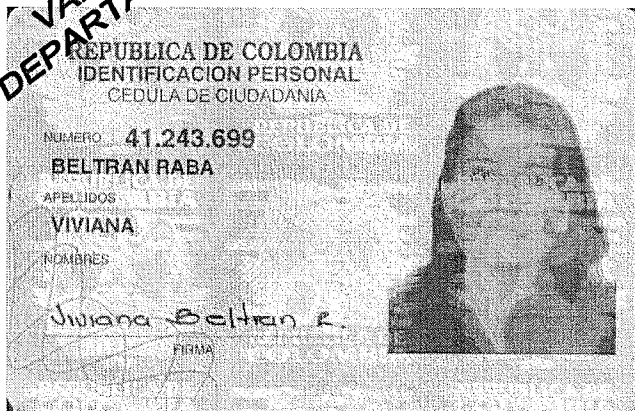 REPUBLICA DE COLOMBIA
IDENTIFICACION PERSONAL
CEDULA DE CIUDADANIA
NUMERO 41.243.699
BELTRAN RABA
APELLIDOS
VIVIANA
NOMBRES
Viviana Beltran R.
FIRMA